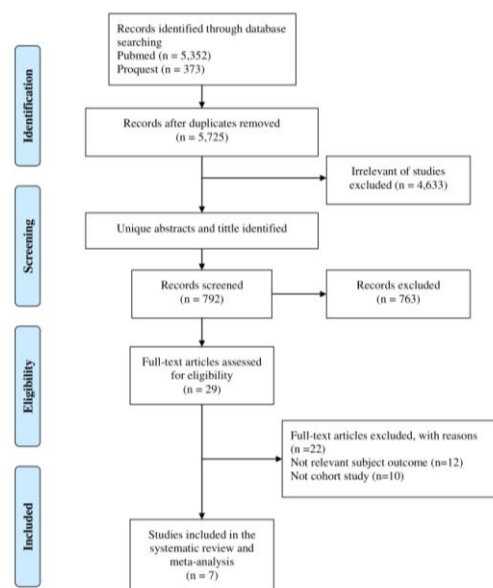 Identification
Records identified through database
searching
Pubmed (n = 5,352)
Proquest (n = 373)
Records after duplicates removed
(n = 5,725)
Irrelevant of studies
excluded (n = 4,633)
Screening
Unique abstracts and tittle identified
Records screened
(n = 792)
Records excluded
(n = 763)
Eligibility
Full-text articles assessed
for eligibility
(n = 29)
Full-text articles excluded, with reasons
(n =22)
Not relevant subject outcome (n=12)
Not cohort study (n=10)
Included
Studies included in the
systematic review and
meta-analysis
(n = 7)